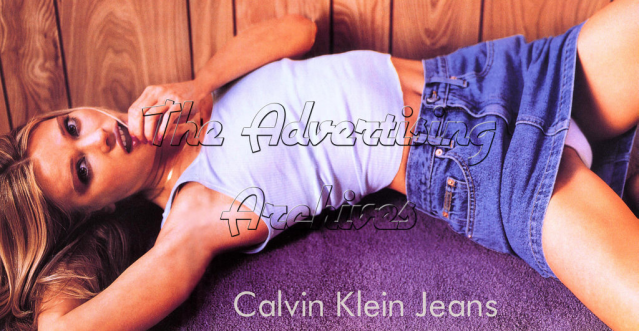 The Advertising
Archives
Calvin Klein Jeans